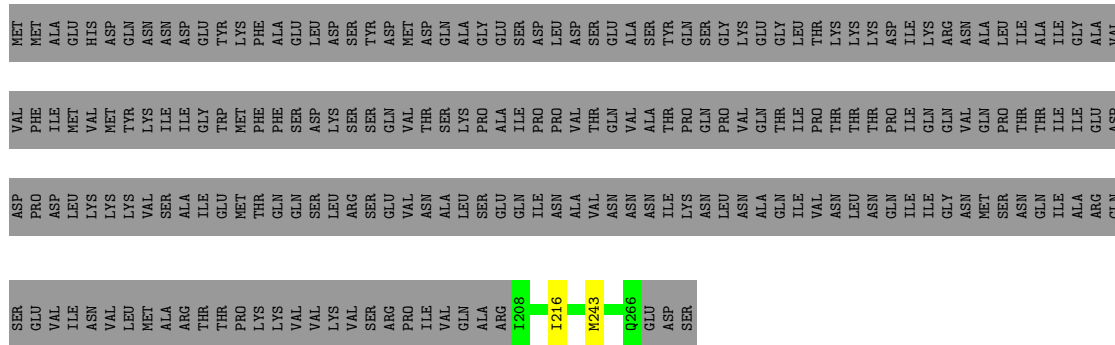 MET MET ALA GLU HIS ASP GLN ASN ASN ASP GLU TYR LYS PHE ALA GLU LEU ASP SER TYR ASP MET ASP GLN ALA GLY GLU SER ASP LEU ASP SER GLU ALA SER TYR GLN SER GLY LYS GLU GLY LEU THR LYS LYS LYS ASP ILE LYS ARG ASN ALA LEU ILE ALA ILE GLY ALA VAL
VAL PHE ILE MET VAL MET TYR LYS ILE ILE GLY TRP MET PHE PHE SER ASP LYS SER SER GLN VAL THR SER LYS PRO ALA ILE PRO PRO VAL THR GLN VAL ALA THR PRO GLN PRO VAL GLN THR ILE PRO THR THR THR PRO ILE GLN GLN VAL GLN PRO THR THR ILE ILE GLU ASP
ASP PRO ASP LEU LYS LYS LYS VAL SER ALA ILE GLU MET THR GLN GLN SER LEU ARG SER GLU VAL ASN ALA LEU SER GLU GLN ILE ASN ALA VAL ASN ASN ASN ILE LYS ASN LEU ASN ALA GLN ILE VAL ASN LEU ASN GLN ILE ILE GLY ASN MET SER ASN GLN ILE ALA ARG GLN
SER GLU VAL ILE ASN VAL LEU MET ALA ARG THR THR PRO LYS LYS VAL VAL LYS VAL SER ARG PRO ILE VAL GLN ALA ARG I208 I216 M243 Q266 GLU ASP SER